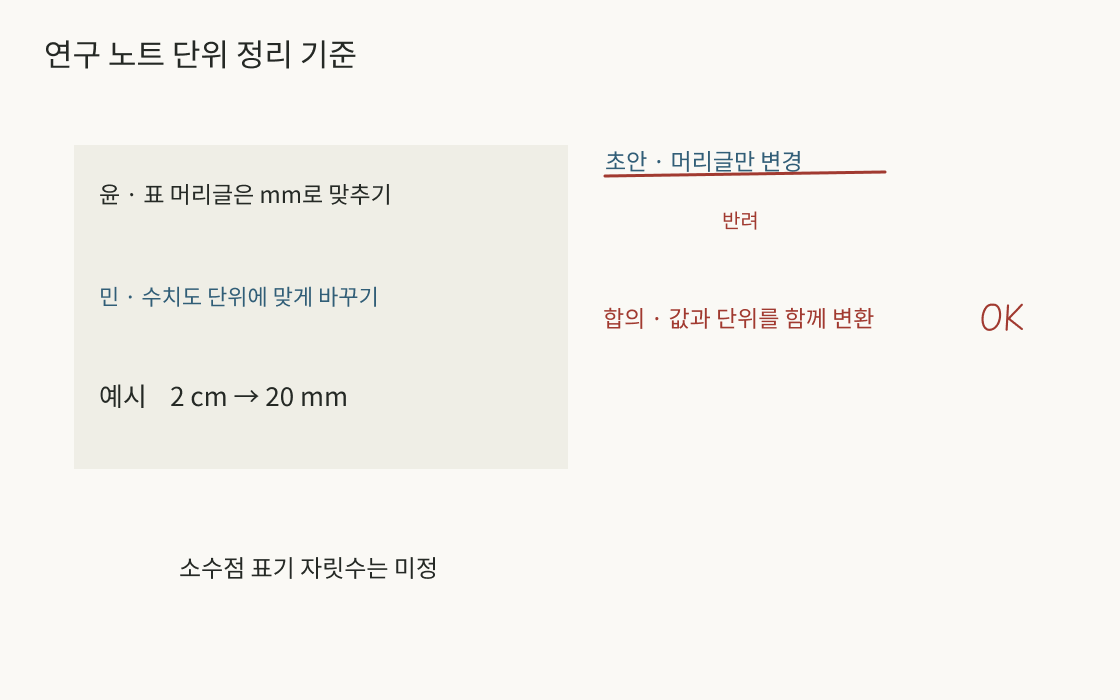 연구 노트 단위 정리 기준
윤 · 표 머리글은 mm로 맞추기
민 · 수치도 단위에 맞게 바꾸기
예시 2 cm → 20 mm
초안 · 머리글만 변경
반려
합의 · 값과 단위를 함께 변환 OK
소수점 표기 자릿수는 미정